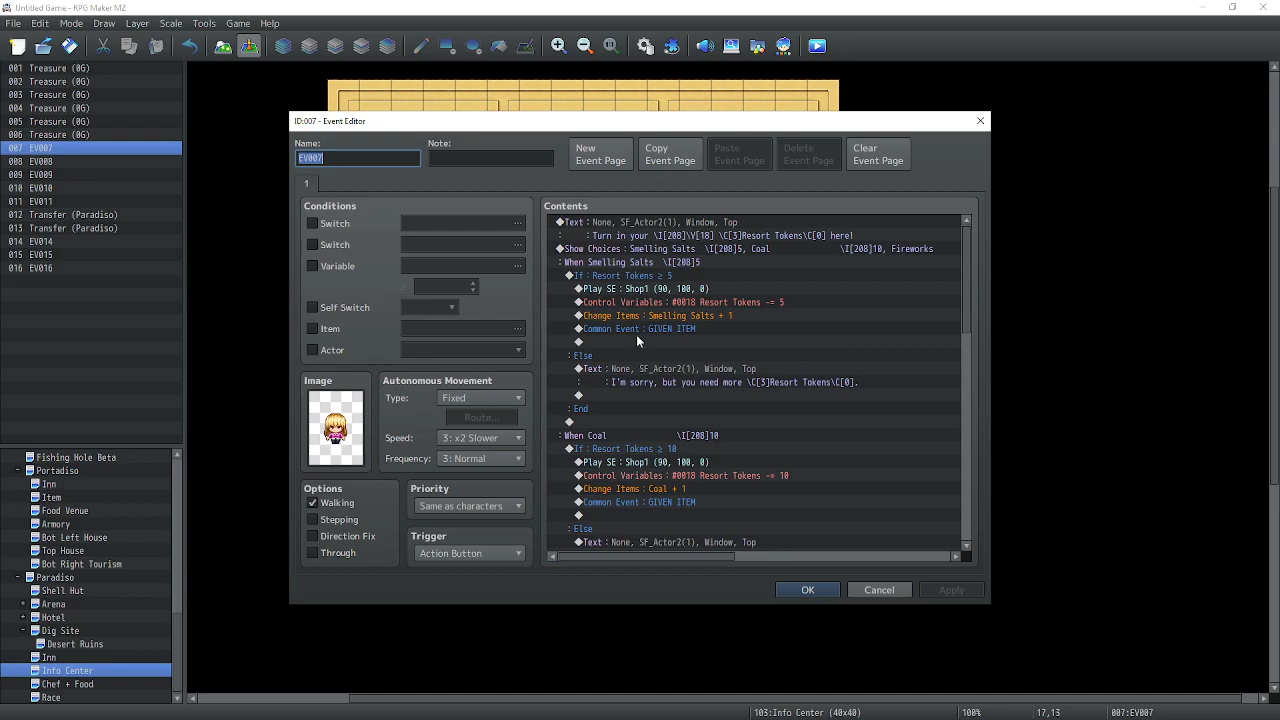 Untitled Game - RPG Maker MZ
File Edit Mode Draw Layer Scale Tools Game Help
001 Treasure (0G)
002 Treasure (0G)
003 Treasure (0G)
004 Treasure (0G)
005 Treasure (0G)
006 Treasure (0G)
007 EV007
008 EV008
009 EV009
010 EV010
011 EV011
012 Transfer (Paradiso)
013 Transfer (Paradiso)
014 EV014
015 EV015
016 EV016
Fishing Hole Beta
Portadiso
Inn
Item
Food Venue
Armory
Bot Left House
Top House
Bot Right Tourism
Paradiso
Shell Hut
Arena
Hotel
Dig Site
Desert Ruins
Inn
Info Center
Chef + Food
Race
ID:007 - Event Editor
Name:
EV007
Note:
New Event Page
Copy Event Page
Paste Event Page
Delete Event Page
Clear Event Page
1
Conditions
Switch
Switch
Variable
≥
Self Switch
Item
Actor
Image
Autonomous Movement
Type: Fixed
Route...
Speed: 3: x2 Slower
Frequency: 3: Normal
Options
Walking
Stepping
Direction Fix
Through
Priority
Same as characters
Trigger
Action Button
Contents
◆Text : None, SF_Actor2(1), Window, Top
: : Turn in your \I[208]\V[18] \C[3]Resort Tokens\C[0] here!
◆Show Choices : Smelling Salts \I[208]5, Coal \I[208]10, Fireworks
: When Smelling Salts \I[208]5
◆If : Resort Tokens ≥ 5
◆Play SE : Shop1 (90, 100, 0)
◆Control Variables : #0018 Resort Tokens -= 5
◆Change Items : Smelling Salts + 1
◆Common Event : GIVEN ITEM
◆
: Else
◆Text : None, SF_Actor2(1), Window, Top
: : I'm sorry, but you need more \C[3]Resort Tokens\C[0].
◆
: End
◆
: When Coal \I[208]10
◆If : Resort Tokens ≥ 10
◆Play SE : Shop1 (90, 100, 0)
◆Control Variables : #0018 Resort Tokens -= 10
◆Change Items : Coal + 1
◆Common Event : GIVEN ITEM
◆
: Else
◆Text : None, SF_Actor2(1), Window, Top
OK Cancel Apply
103:Info Center (40x40) 100% 17,13 007:EV007